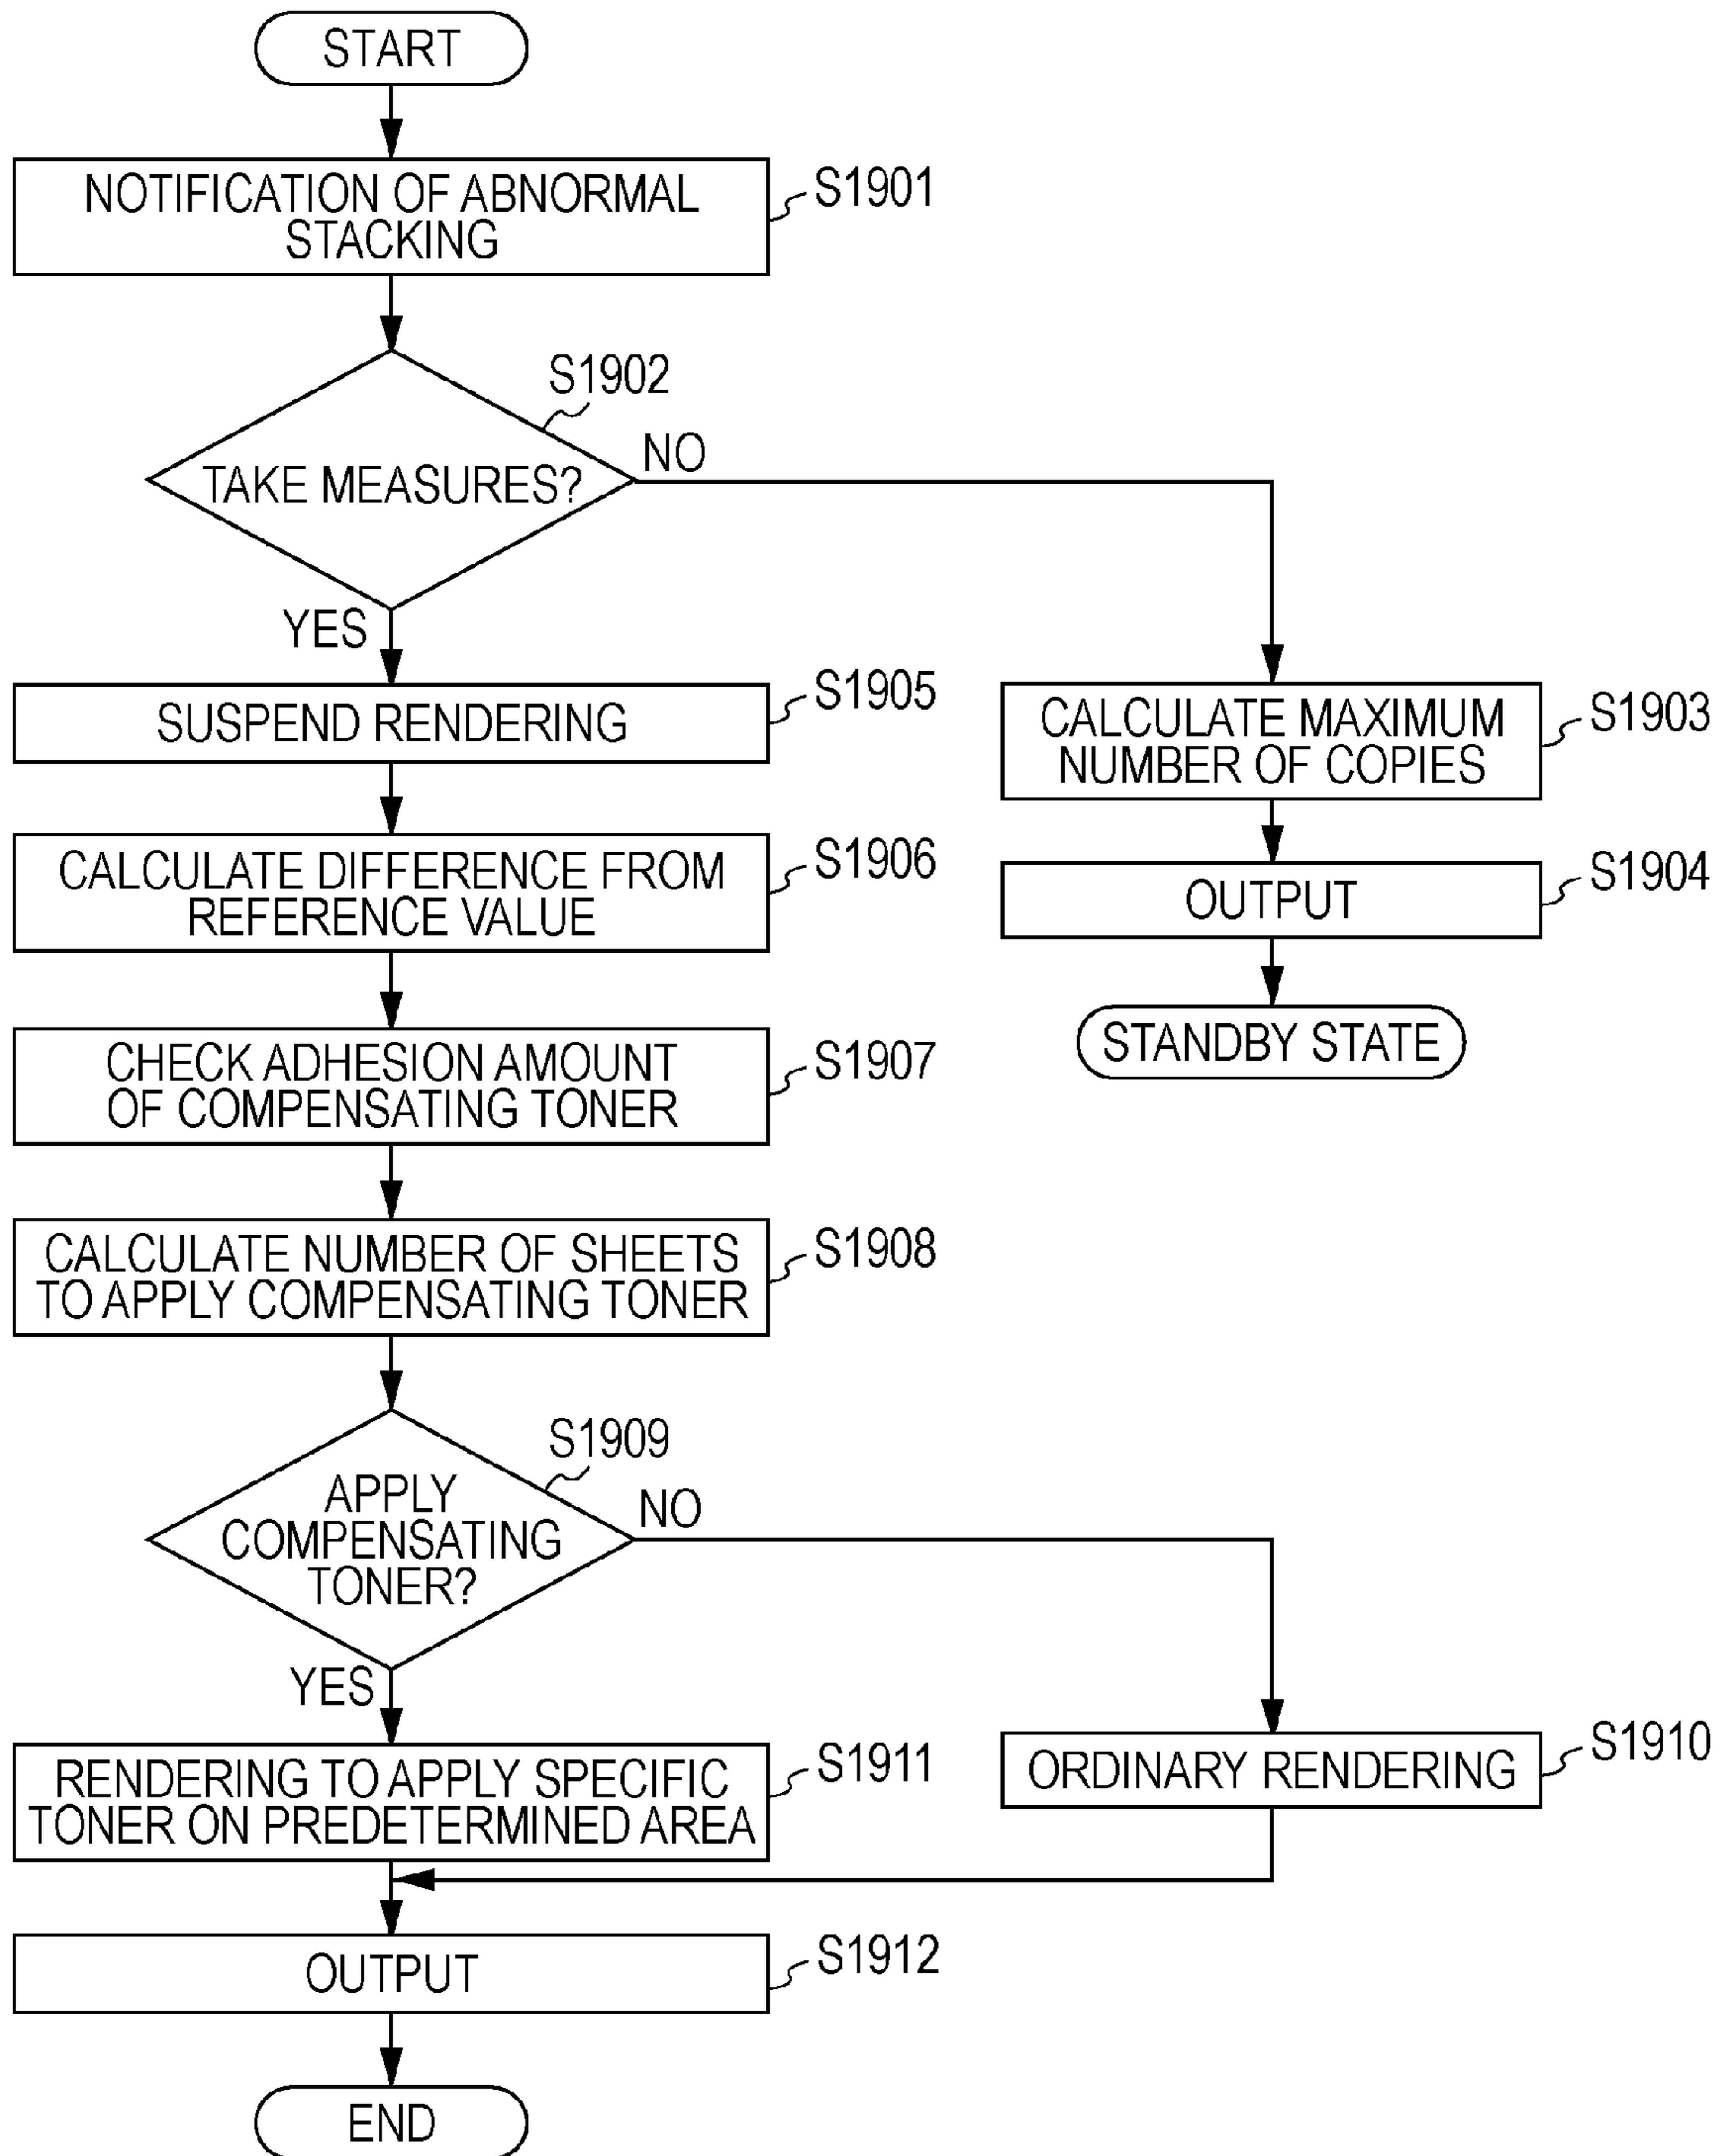 START
NOTIFICATION OF ABNORMAL
STACKING
S1901
S1902
TAKE MEASURES?
NO
YES
SUSPEND RENDERING
S1905
CALCULATE MAXIMUM
NUMBER OF COPIES
S1903
CALCULATE DIFFERENCE FROM
REFERENCE VALUE
S1906
OUTPUT
S1904
STANDBY STATE
CHECK ADHESION AMOUNT
OF COMPENSATING TONER
S1907
CALCULATE NUMBER OF SHEETS
TO APPLY COMPENSATING TONER
S1908
S1909
APPLY
COMPENSATING
TONER?
NO
YES
RENDERING TO APPLY SPECIFIC
TONER ON PREDETERMINED AREA
S1911
ORDINARY RENDERING
S1910
OUTPUT
S1912
END